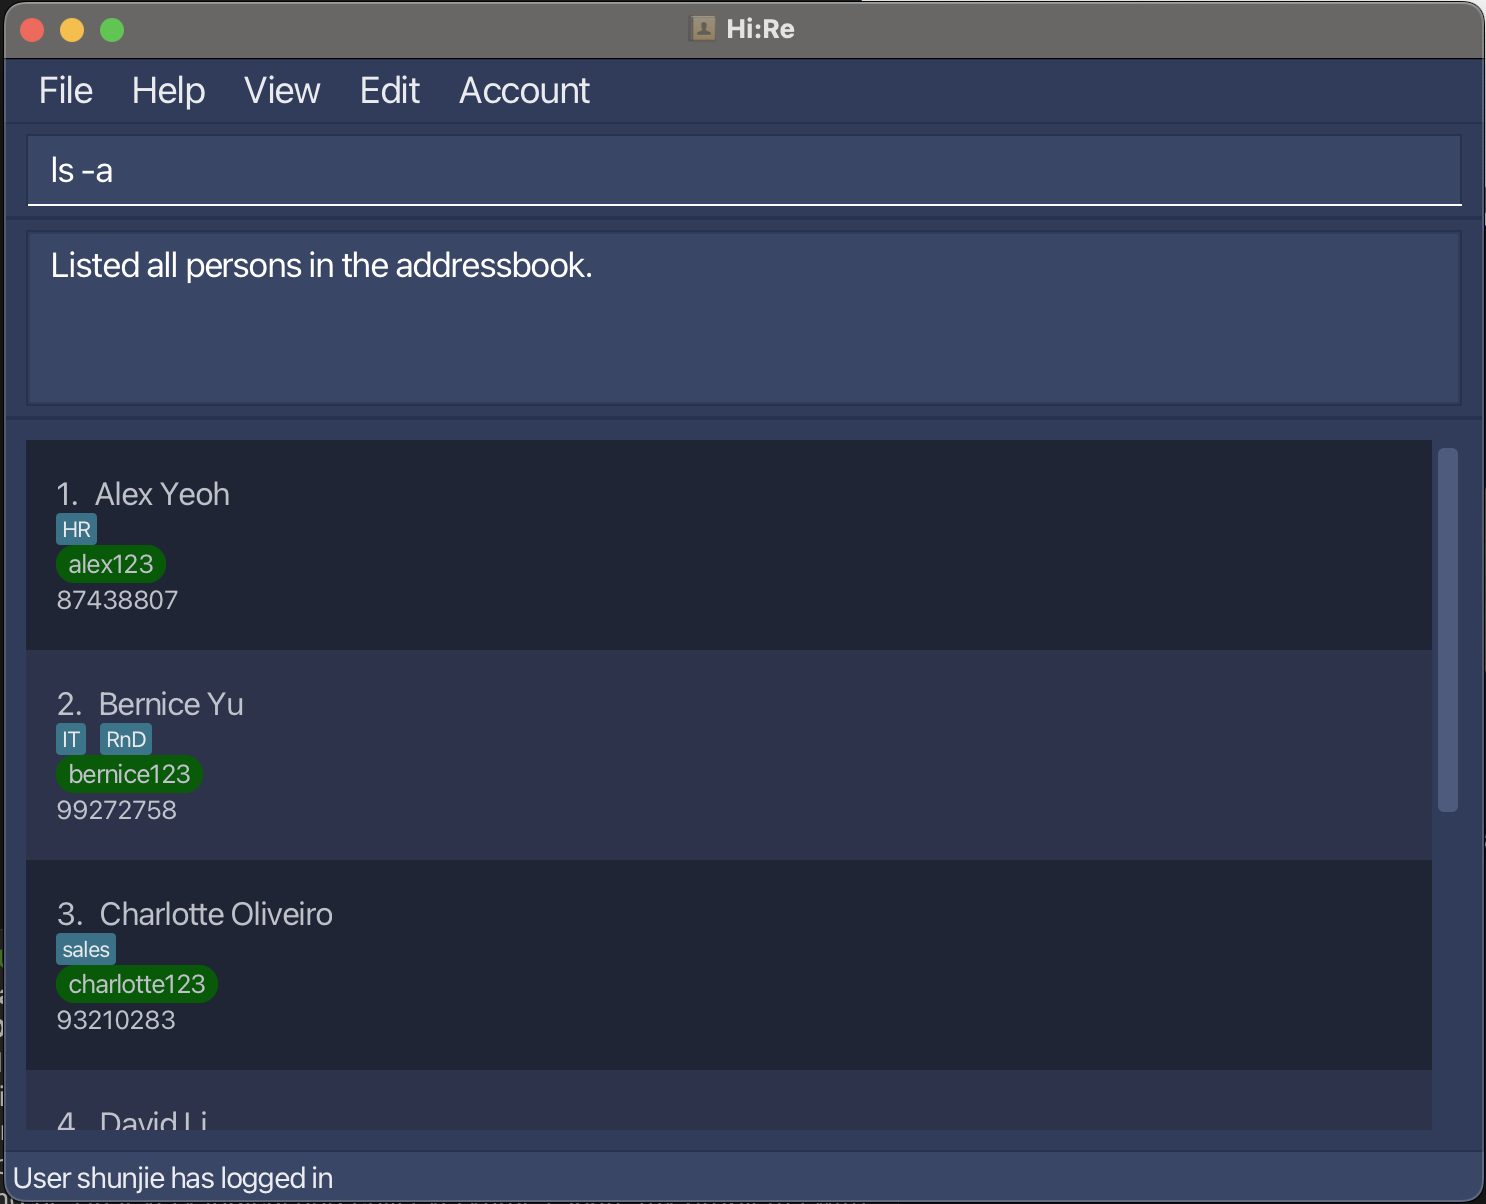 Hi:Re
File Help View Edit Account
ls -a
Listed all persons in the addressbook.
1. Alex Yeoh
HR
alex123
87438807
2. Bernice Yu
IT RnD
bernice123
99272758
3. Charlotte Oliveiro
sales
charlotte123
93210283
4. David Li
User shunjie has logged in